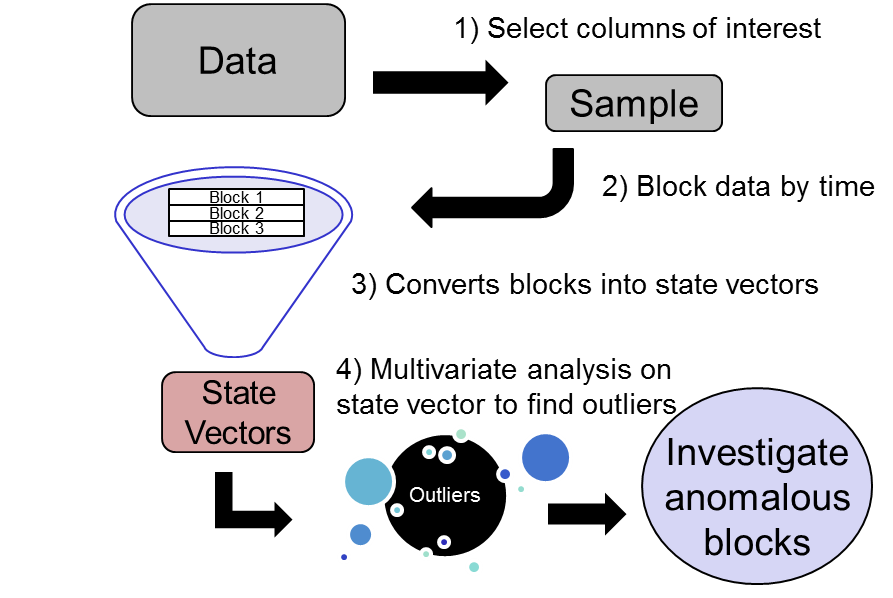 Data
1) Select columns of interest
Sample
2) Block data by time
Block 1
Block 2
Block 3
3) Converts blocks into state vectors
State
Vectors
4) Multivariate analysis on
state vector to find outliers
Outliers
Investigate
anomalous
blocks